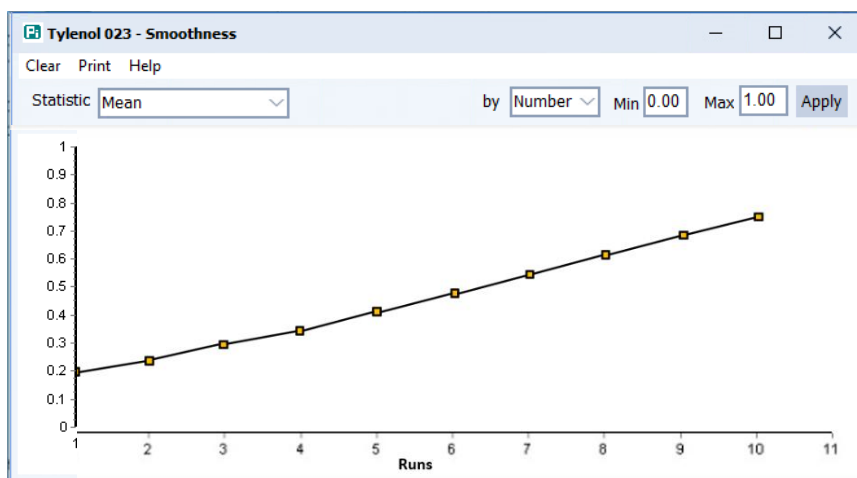 Pi Tylenol 023 - Smoothness
Clear Print Help
Statistic Mean by Number Min 0.00 Max 1.00 Apply
1
0.9
0.8
0.7
0.6
0.5
0.4
0.3
0.2
0.1
0
1 2 3 4 5 6 7 8 9 10 11
Runs